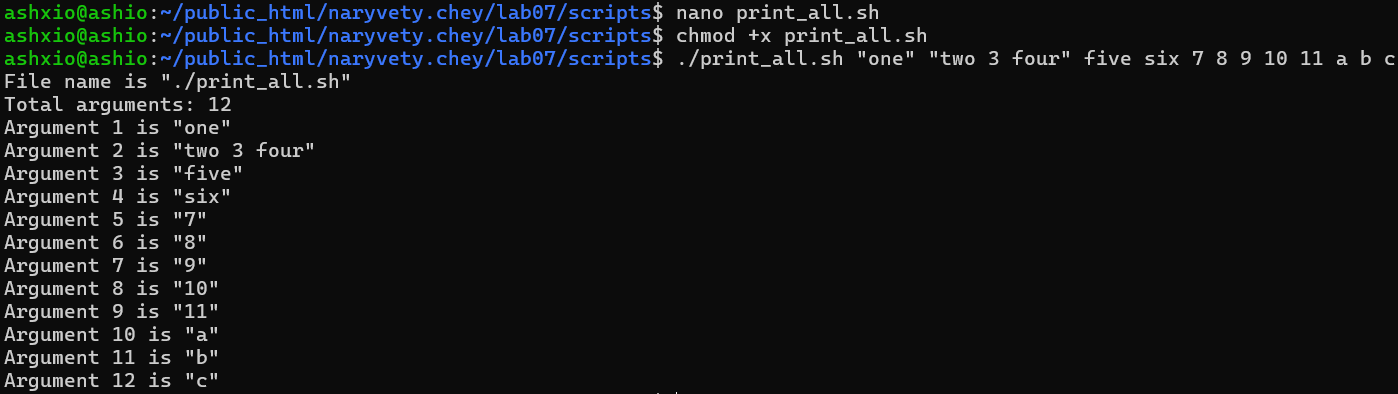 ashxio@ashio:~/public_html/naryvety.chey/lab07/scripts$ nano print_all.sh
ashxio@ashio:~/public_html/naryvety.chey/lab07/scripts$ chmod +x print_all.sh
ashxio@ashio:~/public_html/naryvety.chey/lab07/scripts$ ./print_all.sh "one" "two 3 four" five six 7 8 9 10 11 a b c
File name is "./print_all.sh"
Total arguments: 12
Argument 1 is "one"
Argument 2 is "two 3 four"
Argument 3 is "five"
Argument 4 is "six"
Argument 5 is "7"
Argument 6 is "8"
Argument 7 is "9"
Argument 8 is "10"
Argument 9 is "11"
Argument 10 is "a"
Argument 11 is "b"
Argument 12 is "c"